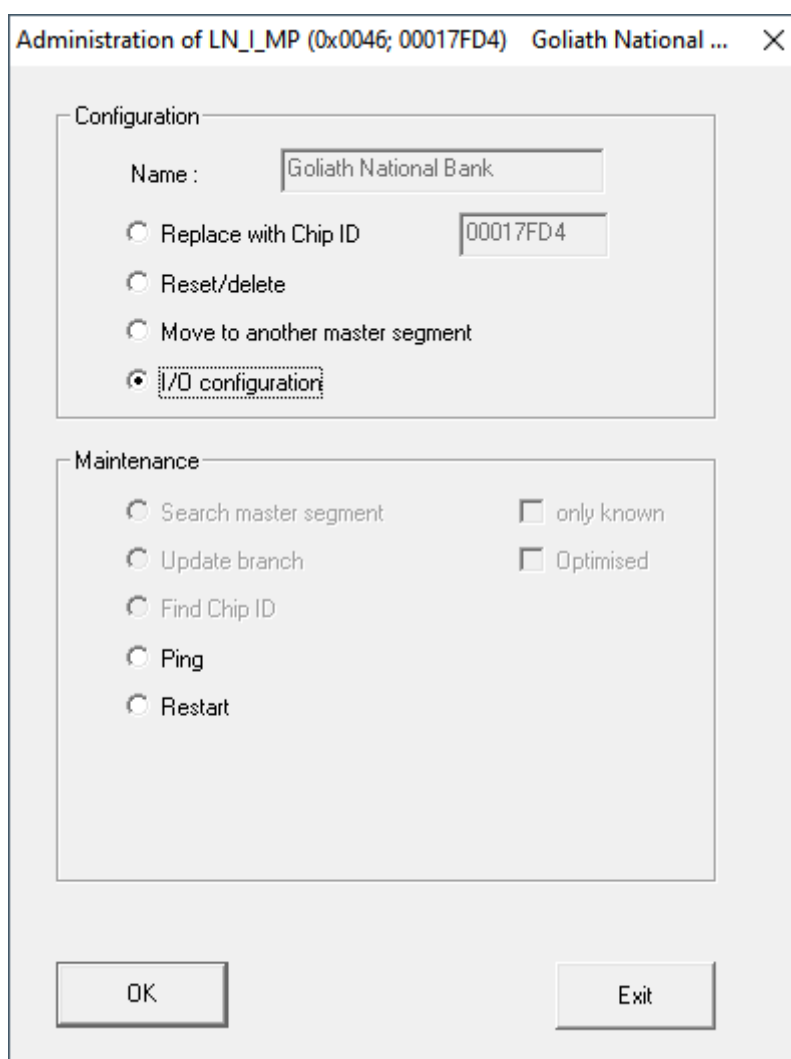 Administration of LN_I_MP (0x0046; 00017FD4) Goliath National ...
Configuration
Name : Goliath National Bank
Replace with Chip ID 00017FD4
Reset/delete
Move to another master segment
I/O configuration
Maintenance
Search master segment only known
Update branch Optimised
Find Chip ID
Ping
Restart
OK Exit